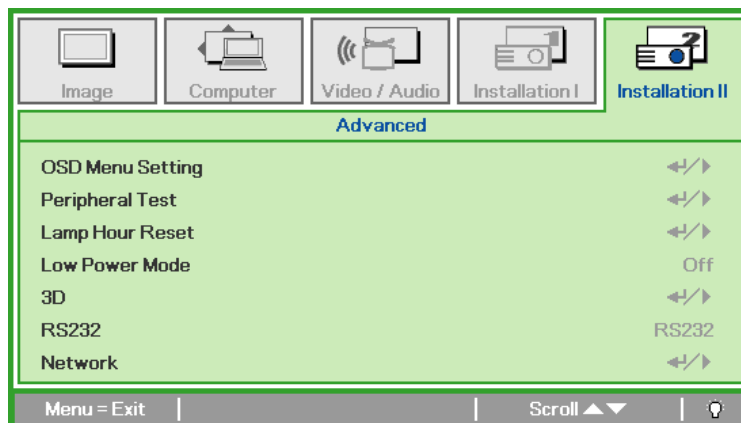 Image Computer Video / Audio Installation I Installation II
Advanced
OSD Menu Setting
Peripheral Test
Lamp Hour Reset
Low Power Mode Off
3D
RS232 RS232
Network
Menu = Exit Scroll ▲▼